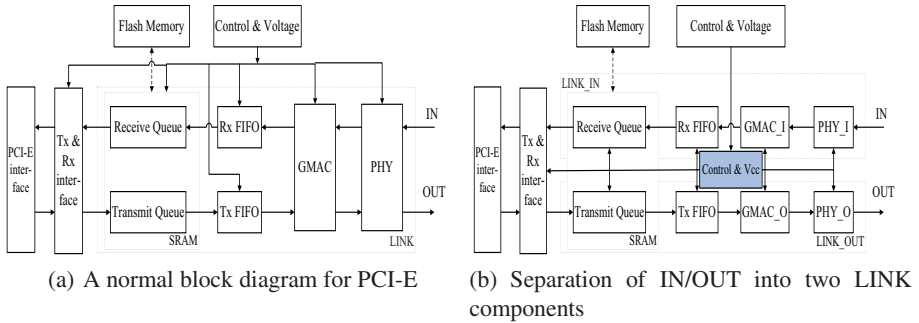 Flash Memory
Control & Voltage
Receive Queue
Rx FIFO
GMAC
PHY
IN
PCI-E
inter-
face
Tx &
Rx
inter-
face
OUT
Transmit Queue
Tx FIFO
SRAM
LINK
(a) A normal block diagram for PCI-E
Flash Memory
Control & Voltage
LINK_IN
IN
Receive Queue
Rx FIFO
GMAC_I
PHY_I
PCI-E
inter-
face
Tx &
Rx
inter-
face
Control & Vcc
OUT
Transmit Queue
Tx FIFO
GMAC_O
PHY_O
SRAM
LINK_OUT
(b) Separation of IN/OUT into two LINK
components